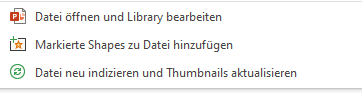 Datei öffnen und Library bearbeiten
Markierte Shapes zu Datei hinzufügen
Datei neu indizieren und Thumbnails aktualisieren